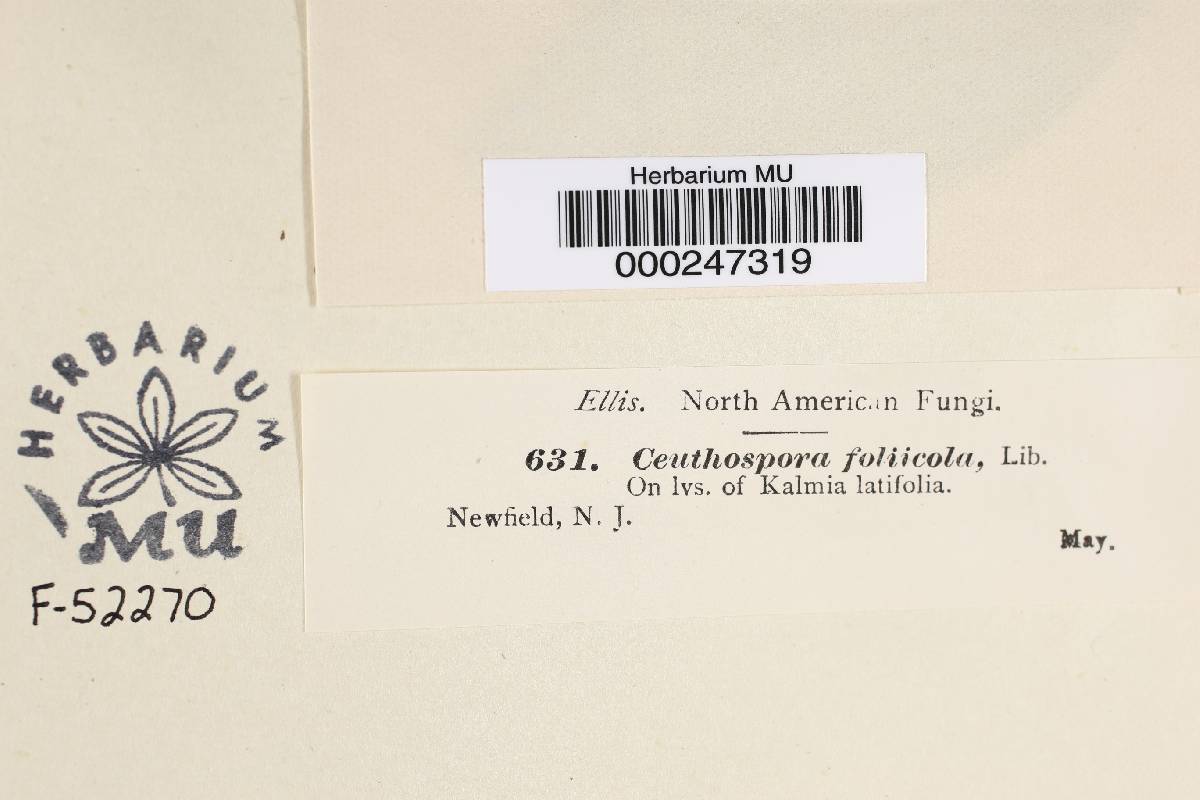 Herbarium MU
000247319
HERBARIUM
MU
F-52270
Ellis. North American Fungi.
631. Ceuthospora foliicola, Lib.
On lvs. of Kalmia latifolia.
Newfield, N. J.
May.